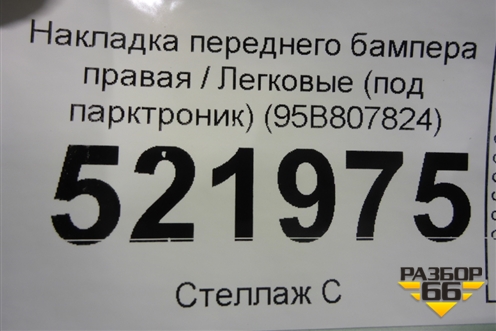 Накладка переднего бампера
правая / Легковые (под
парктроник) (95B807824)
521975
Стеллаж С
РАЗБОР
66